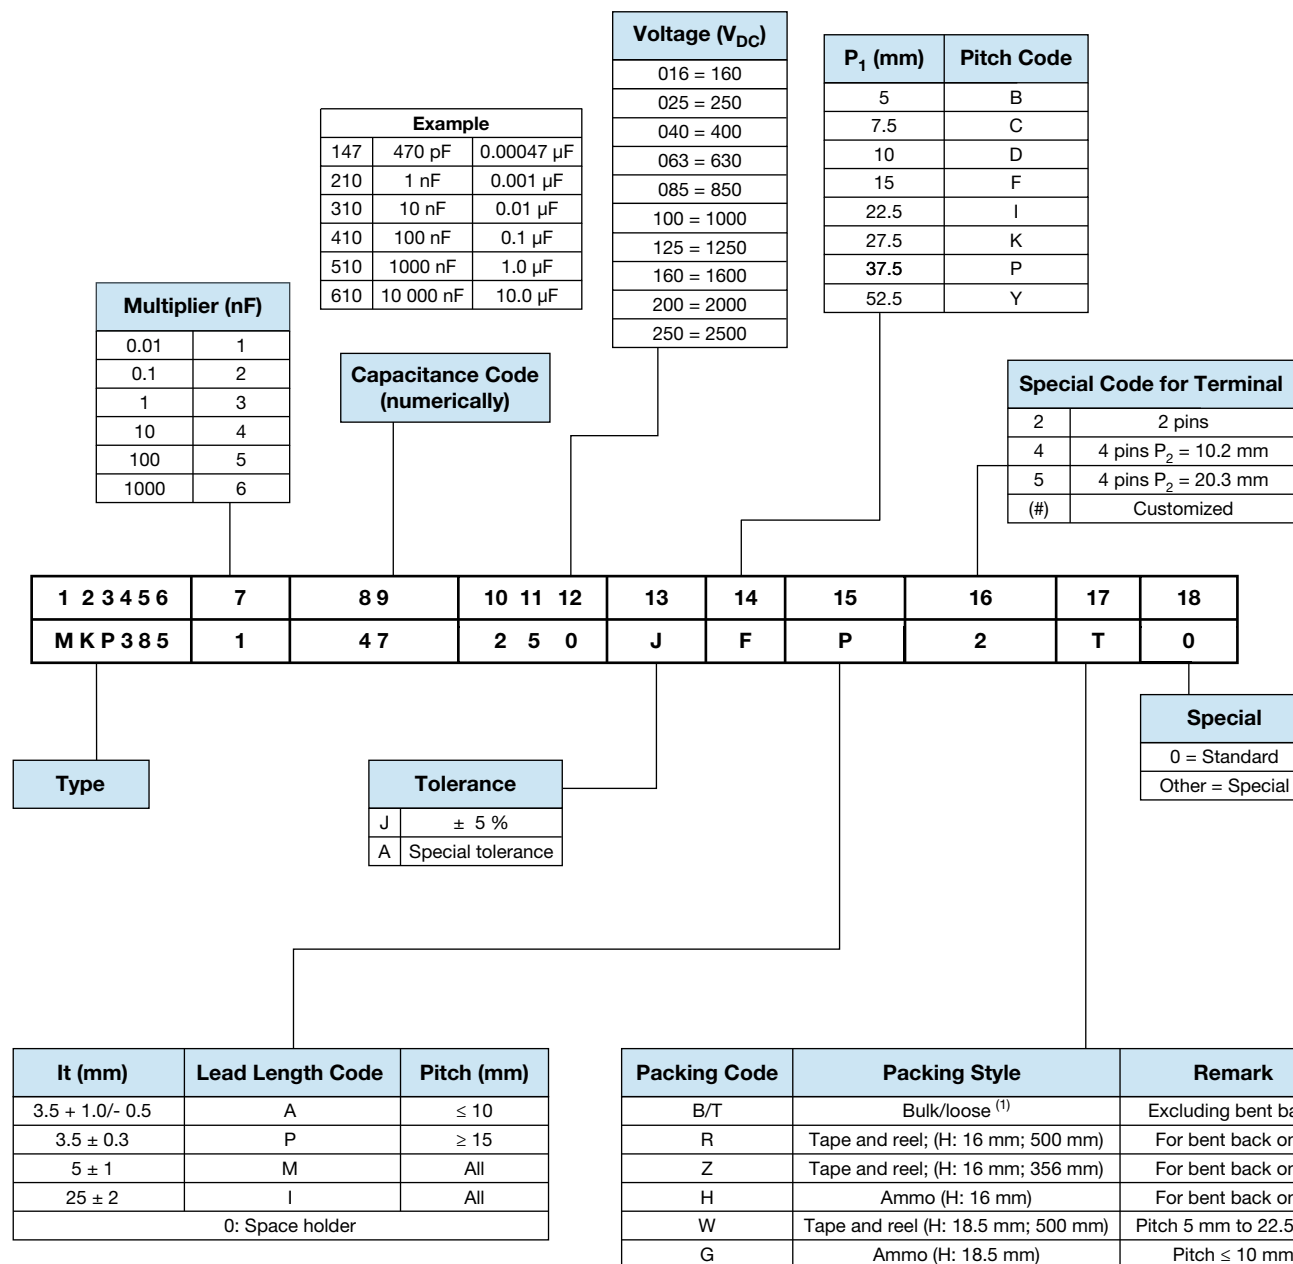 Voltage (VDC)
016 = 160
025 = 250
040 = 400
063 = 630
085 = 850
100 = 1000
125 = 1250
160 = 1600
200 = 2000
250 = 2500
P1 (mm) Pitch Code
5 B
7.5 C
10 D
15 F
22.5 I
27.5 K
37.5 P
52.5 Y
Example
147 470 pF 0.00047 µF
210 1 nF 0.001 µF
310 10 nF 0.01 µF
410 100 nF 0.1 µF
510 1000 nF 1.0 µF
610 10 000 nF 10.0 µF
Multiplier (nF)
0.01 1
0.1 2
1 3
10 4
100 5
1000 6
Capacitance Code
(numerically)
Special Code for Terminal
2 2 pins
4 4 pins P2 = 10.2 mm
5 4 pins P2 = 20.3 mm
(#) Customized
1 2 3 4 5 6 7 8 9 10 11 12 13 14 15 16 17 18
M K P 3 8 5 1 4 7 2 5 0 J F P 2 T 0
Type
Tolerance
J ± 5 %
A Special tolerance
Special
0 = Standard
Other = Special
It (mm) Lead Length Code Pitch (mm)
3.5 + 1.0/- 0.5 A ≤ 10
3.5 ± 0.3 P ≥ 15
5 ± 1 M All
25 ± 2 I All
0: Space holder
Packing Code Packing Style Remark
B/T Bulk/loose (1) Excluding bent
R Tape and reel; (H: 16 mm; 500 mm) For bent back
Z Tape and reel; (H: 16 mm; 356 mm) For bent back
H Ammo (H: 16 mm) For bent back
W Tape and reel (H: 18.5 mm; 500 mm) Pitch 5 mm to 22.5
G Ammo (H: 18.5 mm) Pitch ≤ 10 mm